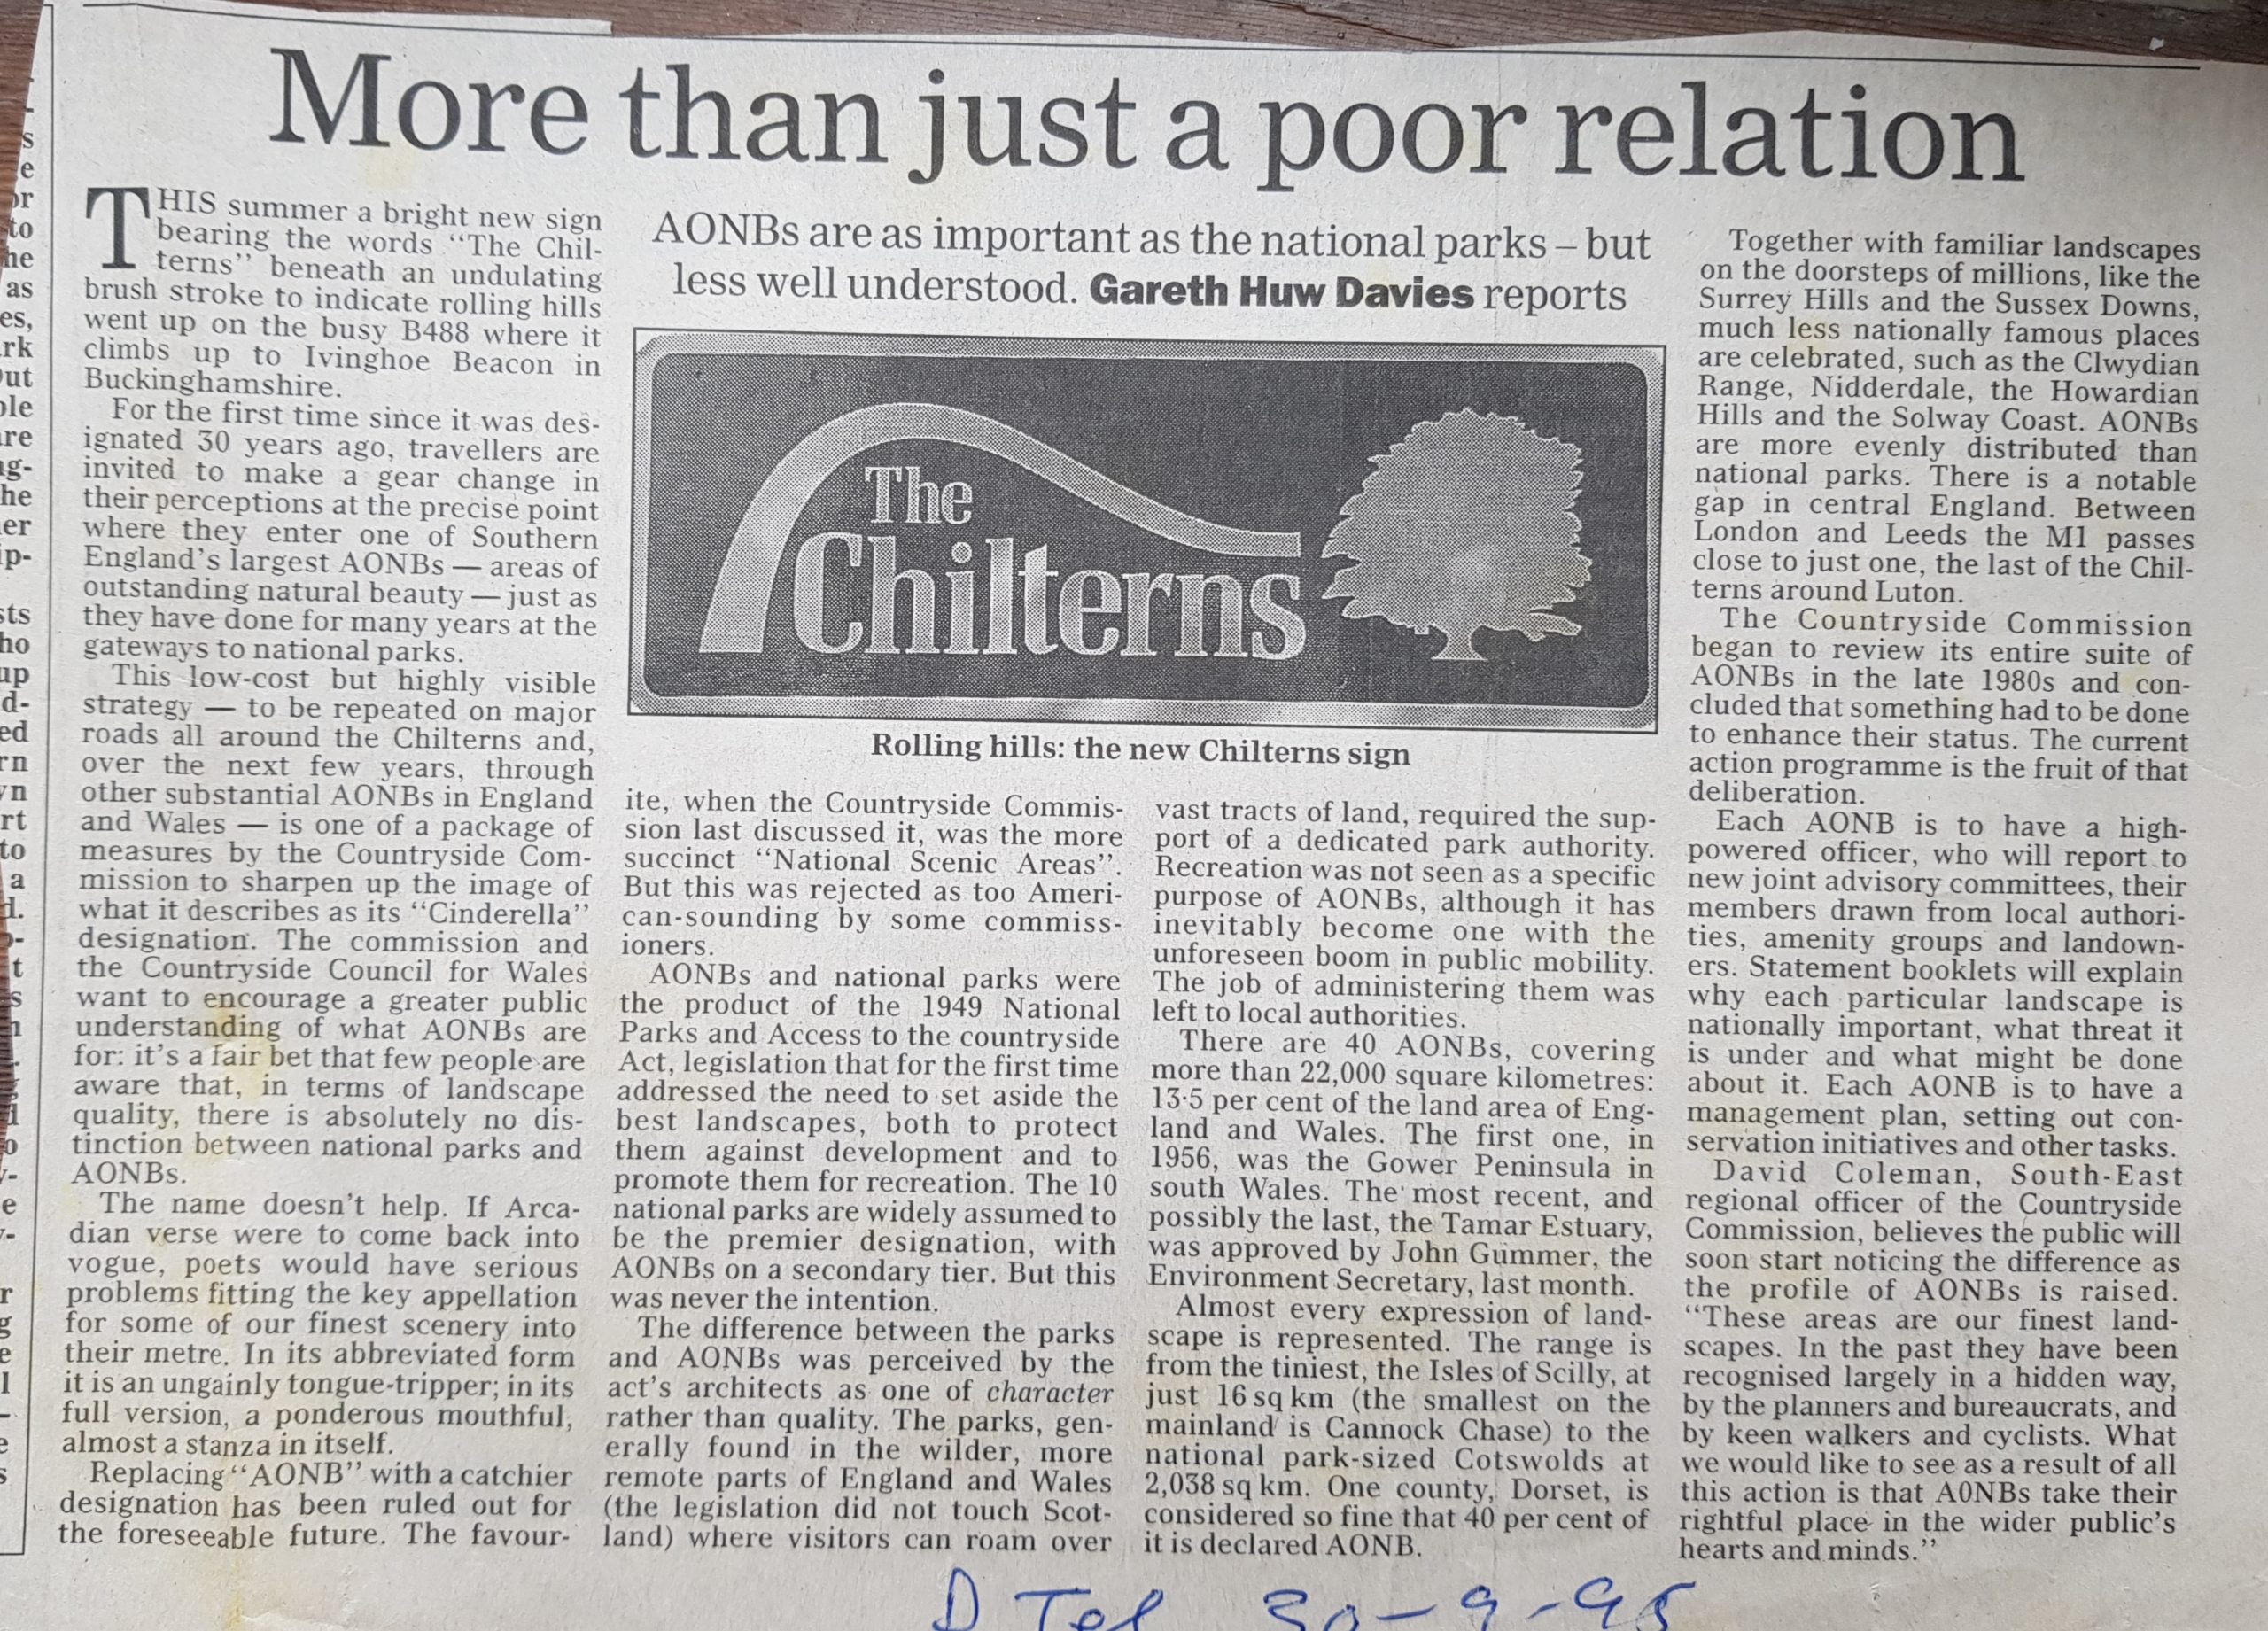 More than just a poor relation
AONBs are as important as the national parks – but
less well understood. Gareth Huw Davies reports
THIS summer a bright new sign
bearing the words “The Chil-
terns” beneath an undulating
brush stroke to indicate rolling hills
went up on the busy B488 where it
climbs up to Ivinghoe Beacon in
Buckinghamshire.
For the first time since it was des-
ignated 30 years ago, travellers are
invited to make a gear change in
their perceptions at the precise point
where they enter one of Southern
England’s largest AONBs — areas of
outstanding natural beauty — just as
they have done for many years at the
gateways to national parks.
This low-cost but highly visible
strategy — to be repeated on major
roads all around the Chilterns and,
over the next few years, through
other substantial AONBs in England
and Wales — is one of a package of
measures by the Countryside Com-
mission to sharpen up the image of
what it describes as its “Cinderella”
designation. The commission and
the Countryside Council for Wales
want to encourage a greater public
understanding of what AONBs are
for: it’s a fair bet that few people are
aware that, in terms of landscape
quality, there is absolutely no dis-
tinction between national parks and
AONBs.
The name doesn’t help. If Arca-
dian verse were to come back into
vogue, poets would have serious
problems fitting the key appellation
for some of our finest scenery into
their metre. In its abbreviated form
it is an ungainly tongue-tripper; in its
full version, a ponderous mouthful,
almost a stanza in itself.
Replacing “AONB” with a catchier
designation has been ruled out for
the foreseeable future. The favour-
The
Chilterns
Rolling hills: the new Chilterns sign
ite, when the Countryside Commis-
sion last discussed it, was the more
succinct “National Scenic Areas”.
But this was rejected as too Ameri-
can-sounding by some commiss-
ioners.
AONBs and national parks were
the product of the 1949 National
Parks and Access to the countryside
Act, legislation that for the first time
addressed the need to set aside the
best landscapes, both to protect
them against development and to
promote them for recreation. The 10
national parks are widely assumed to
be the premier designation, with
AONBs on a secondary tier. But this
was never the intention.
The difference between the parks
and AONBs was perceived by the
act’s architects as one of character
rather than quality. The parks, gen-
erally found in the wilder, more
remote parts of England and Wales
(the legislation did not touch Scot-
land) where visitors can roam over
vast tracts of land, required the sup-
port of a dedicated park authority.
Recreation was not seen as a specific
purpose of AONBs, although it has
inevitably become one with the
unforeseen boom in public mobility.
The job of administering them was
left to local authorities.
There are 40 AONBs, covering
more than 22,000 square kilometres:
13·5 per cent of the land area of Eng-
land and Wales. The first one, in
1956, was the Gower Peninsula in
south Wales. The most recent, and
possibly the last, the Tamar Estuary,
was approved by John Gummer, the
Environment Secretary, last month.
Almost every expression of land-
scape is represented. The range is
from the tiniest, the Isles of Scilly, at
just 16 sq km (the smallest on the
mainland is Cannock Chase) to the
national park-sized Cotswolds at
2,038 sq km. One county, Dorset, is
considered so fine that 40 per cent of
it is declared AONB.
Together with familiar landscapes
on the doorsteps of millions, like the
Surrey Hills and the Sussex Downs,
much less nationally famous places
are celebrated, such as the Clwydian
Range, Nidderdale, the Howardian
Hills and the Solway Coast. AONBs
are more evenly distributed than
national parks. There is a notable
gap in central England. Between
London and Leeds the M1 passes
close to just one, the last of the Chil-
terns around Luton.
The Countryside Commission
began to review its entire suite of
AONBs in the late 1980s and con-
cluded that something had to be done
to enhance their status. The current
action programme is the fruit of that
deliberation.
Each AONB is to have a high-
powered officer, who will report to
new joint advisory committees, their
members drawn from local authori-
ties, amenity groups and landown-
ers. Statement booklets will explain
why each particular landscape is
nationally important, what threat it
is under and what might be done
about it. Each AONB is to have a
management plan, setting out con-
servation initiatives and other tasks.
David Coleman, South-East
regional officer of the Countryside
Commission, believes the public will
soon start noticing the difference as
the profile of AONBs is raised.
“These areas are our finest land-
scapes. In the past they have been
recognised largely in a hidden way,
by the planners and bureaucrats, and
by keen walkers and cyclists. What
we would like to see as a result of all
this action is that AONBs take their
rightful place in the wider public’s
hearts and minds.”
D Tel 30-9-95